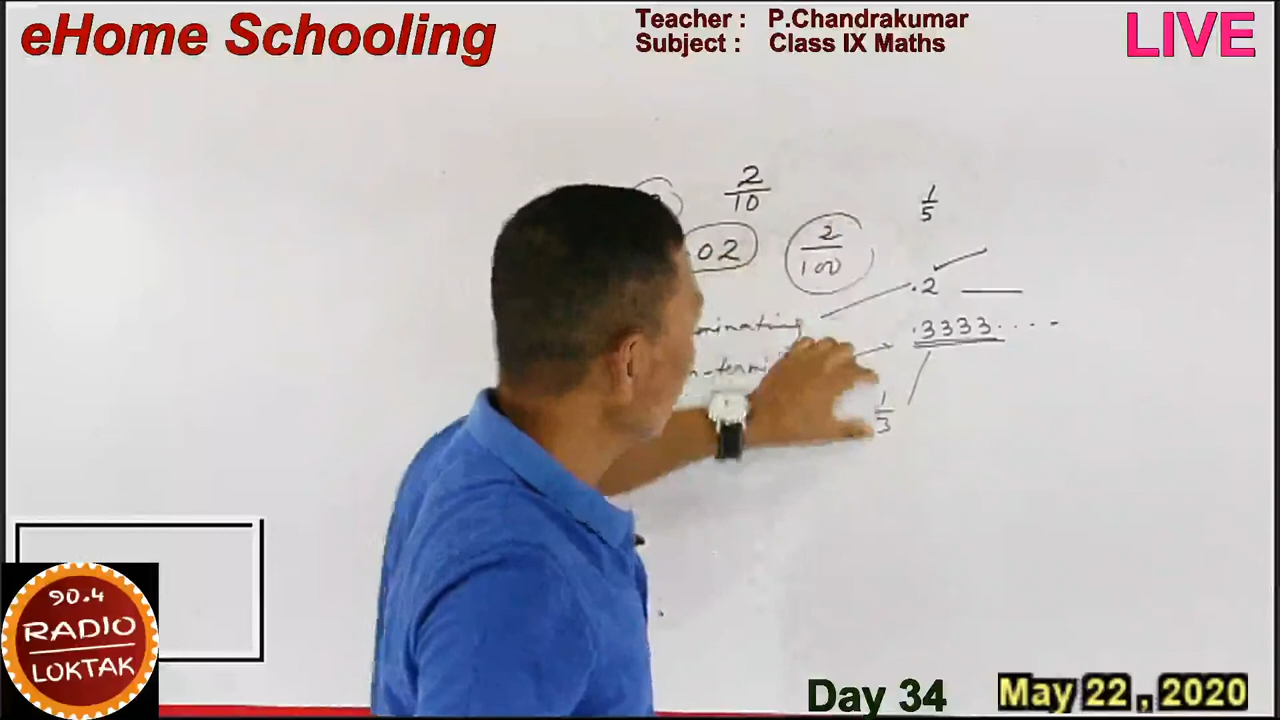 eHome Schooling
Teacher : P.Chandrakumar
Subject : Class IX Maths
LIVE
2/10
1/5
02
2/100
.2
.3333....
1/3
90.4
RADIO
LOKTAK
Day 34
May 22 , 2020